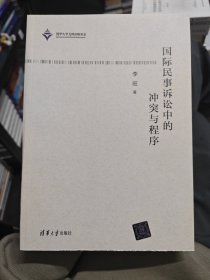 国际民事诉讼中的
冲突与程序
李旺 著
清华大学出版社